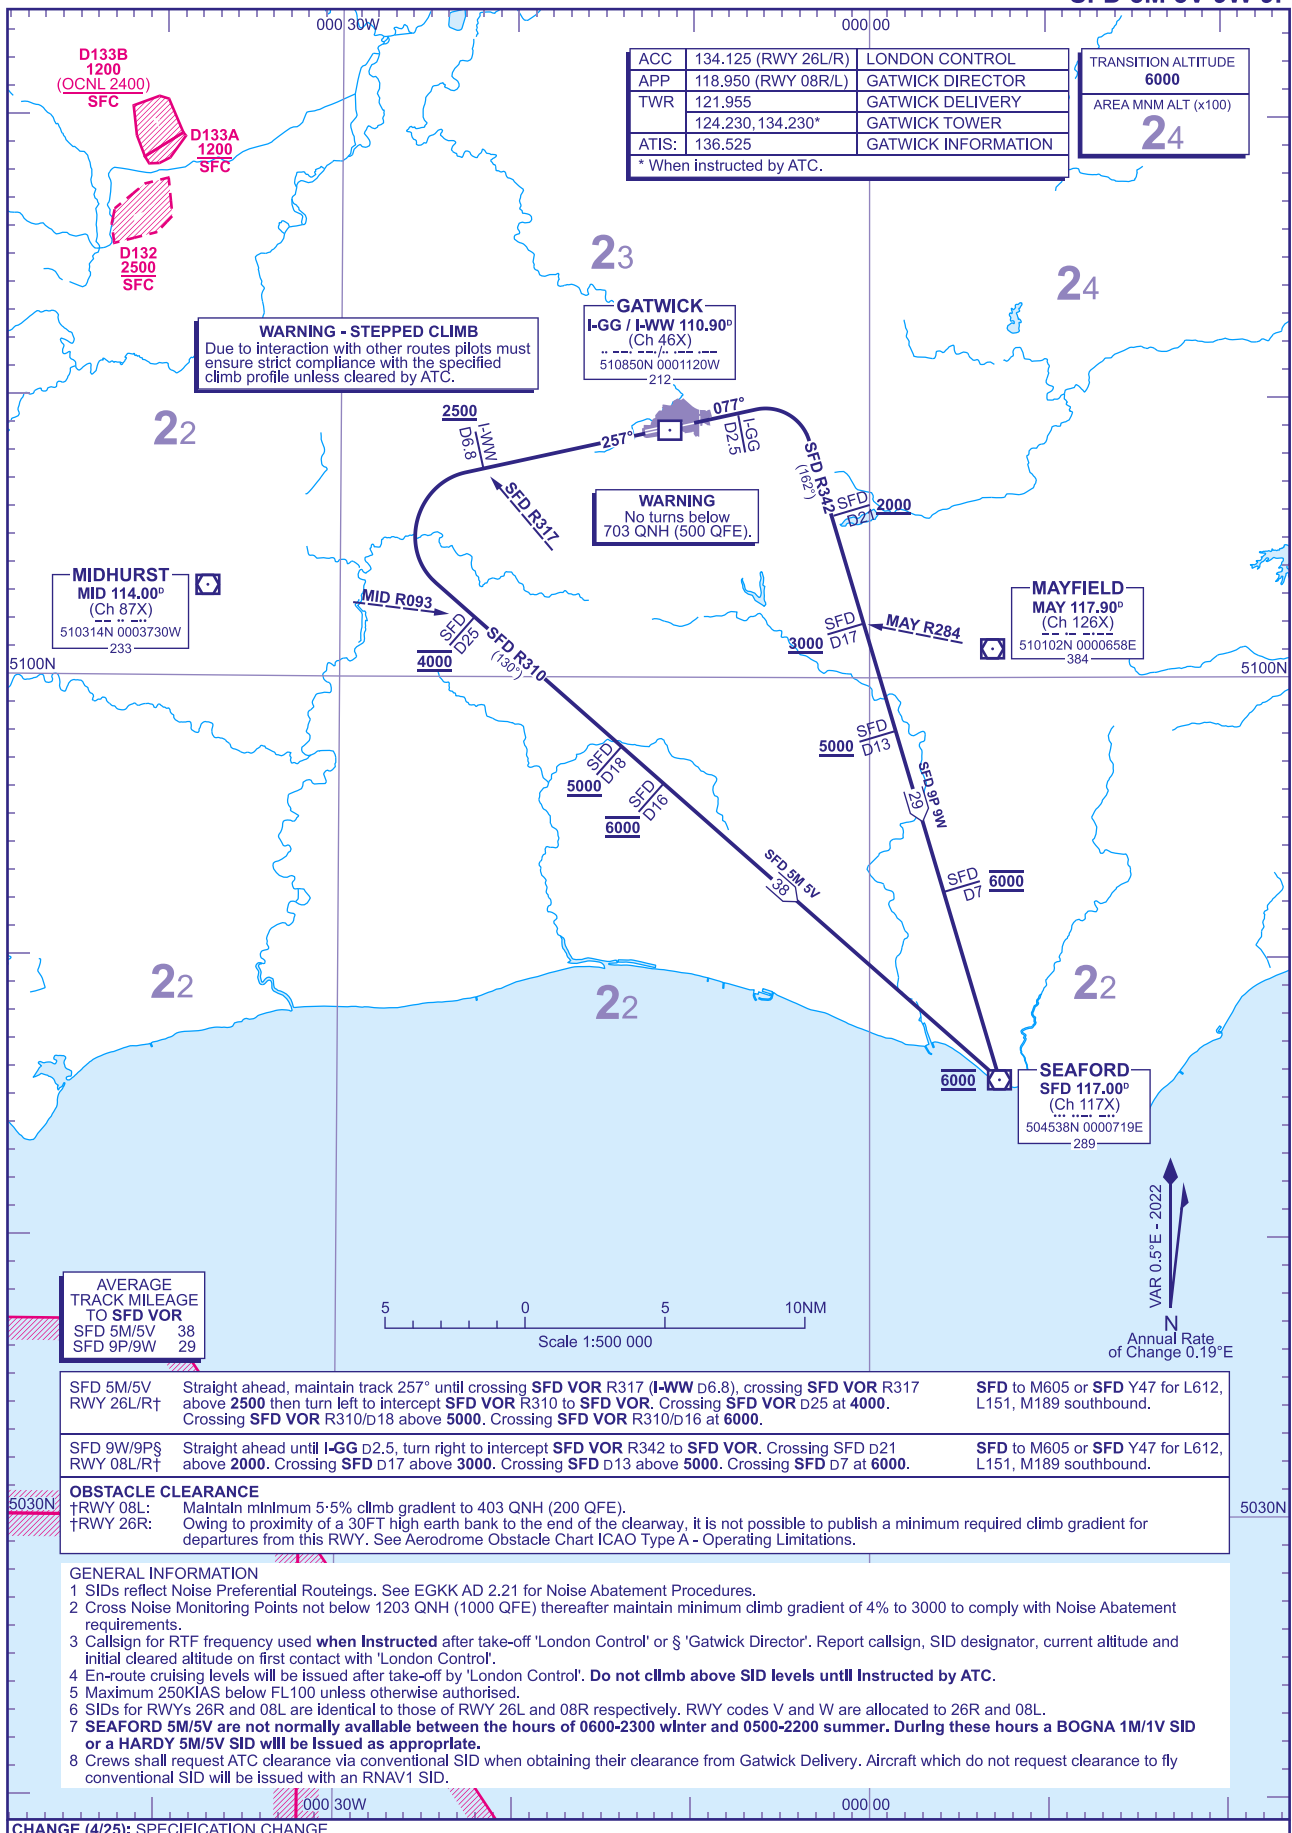 000 30W
000 00
D133B
1200
(OCNL 2400)
SFC
D133A
1200
SFC
D132
2500
SFC
ACC 134.125 (RWY 26L/R) LONDON CONTROL
APP 118.950 (RWY 08R/L) GATWICK DIRECTOR
TWR 121.955 GATWICK DELIVERY
124.230,134.230* GATWICK TOWER
ATIS: 136.525 GATWICK INFORMATION
* When instructed by ATC.
TRANSITION ALTITUDE
6000
AREA MNM ALT (x100)
24
23
24
WARNING - STEPPED CLIMB
Due to interaction with other routes pilots must
ensure strict compliance with the specified
climb profile unless cleared by ATC.
GATWICK
I-GG / I-WW 110.90ᴰ
(Ch 46X)
510850N 0001120W
212
22
2500
I-WW
D6.8
257°
077°
I-GG
D2.5
SFD R317
SFD R342
(162°)
WARNING
No turns below
703 QNH (500 QFE).
SFD
D21
2000
MIDHURST
MID 114.00ᴰ
(Ch 87X)
510314N 0003730W
233
MID R093
SFD
D25
4000
SFD R310
(130°)
3000
SFD
D17
MAY R284
MAYFIELD
MAY 117.90ᴰ
(Ch 126X)
510102N 0000658E
384
5100N
5100N
5000
SFD
D18
6000
SFD
D16
5000
SFD
D13
SFD 9P 9W
29
SFD 5M 5V
38
SFD
D7
6000
22
22
22
6000
SEAFORD
SFD 117.00ᴰ
(Ch 117X)
504538N 0000719E
289
VAR 0.5°E - 2022
N
Annual Rate
of Change 0.19°E
AVERAGE
TRACK MILEAGE
TO SFD VOR
SFD 5M/5V 38
SFD 9P/9W 29
5 0 5 10NM
Scale 1:500 000
SFD 5M/5V Straight ahead, maintain track 257° until crossing SFD VOR R317 (I-WW D6.8), crossing SFD VOR R317 SFD to M605 or SFD Y47 for L612,
RWY 26L/R† above 2500 then turn left to intercept SFD VOR R310 to SFD VOR. Crossing SFD VOR D25 at 4000. L151, M189 southbound.
Crossing SFD VOR R310/D18 above 5000. Crossing SFD VOR R310/D16 at 6000.
SFD 9W/9P§ Straight ahead until I-GG D2.5, turn right to intercept SFD VOR R342 to SFD VOR. Crossing SFD D21 SFD to M605 or SFD Y47 for L612,
RWY 08L/R† above 2000. Crossing SFD D17 above 3000. Crossing SFD D13 above 5000. Crossing SFD D7 at 6000. L151, M189 southbound.
OBSTACLE CLEARANCE
5030N
†RWY 08L: Maintain minimum 5·5% climb gradient to 403 QNH (200 QFE).
5030N
†RWY 26R: Owing to proximity of a 30FT high earth bank to the end of the clearway, it is not possible to publish a minimum required climb gradient for
departures from this RWY. See Aerodrome Obstacle Chart ICAO Type A - Operating Limitations.
GENERAL INFORMATION
1 SIDs reflect Noise Preferential Routeings. See EGKK AD 2.21 for Noise Abatement Procedures.
2 Cross Noise Monitoring Points not below 1203 QNH (1000 QFE) thereafter maintain minimum climb gradient of 4% to 3000 to comply with Noise Abatement
requirements.
3 Callsign for RTF frequency used when Instructed after take-off 'London Control' or § 'Gatwick Director'. Report callsign, SID designator, current altitude and
initial cleared altitude on first contact with 'London Control'.
4 En-route cruising levels will be issued after take-off by 'London Control'. Do not climb above SID levels until Instructed by ATC.
5 Maximum 250KIAS below FL100 unless otherwise authorised.
6 SIDs for RWYs 26R and 08L are identical to those of RWY 26L and 08R respectively. RWY codes V and W are allocated to 26R and 08L.
7 SEAFORD 5M/5V are not normally available between the hours of 0600-2300 winter and 0500-2200 summer. During these hours a BOGNA 1M/1V SID
or a HARDY 5M/5V SID will be issued as appropriate.
8 Crews shall request ATC clearance via conventional SID when obtaining their clearance from Gatwick Delivery. Aircraft which do not request clearance to fly
conventional SID will be issued with an RNAV1 SID.
000 30W
000 00
CHANGE (4/25): SPECIFICATION CHANGE